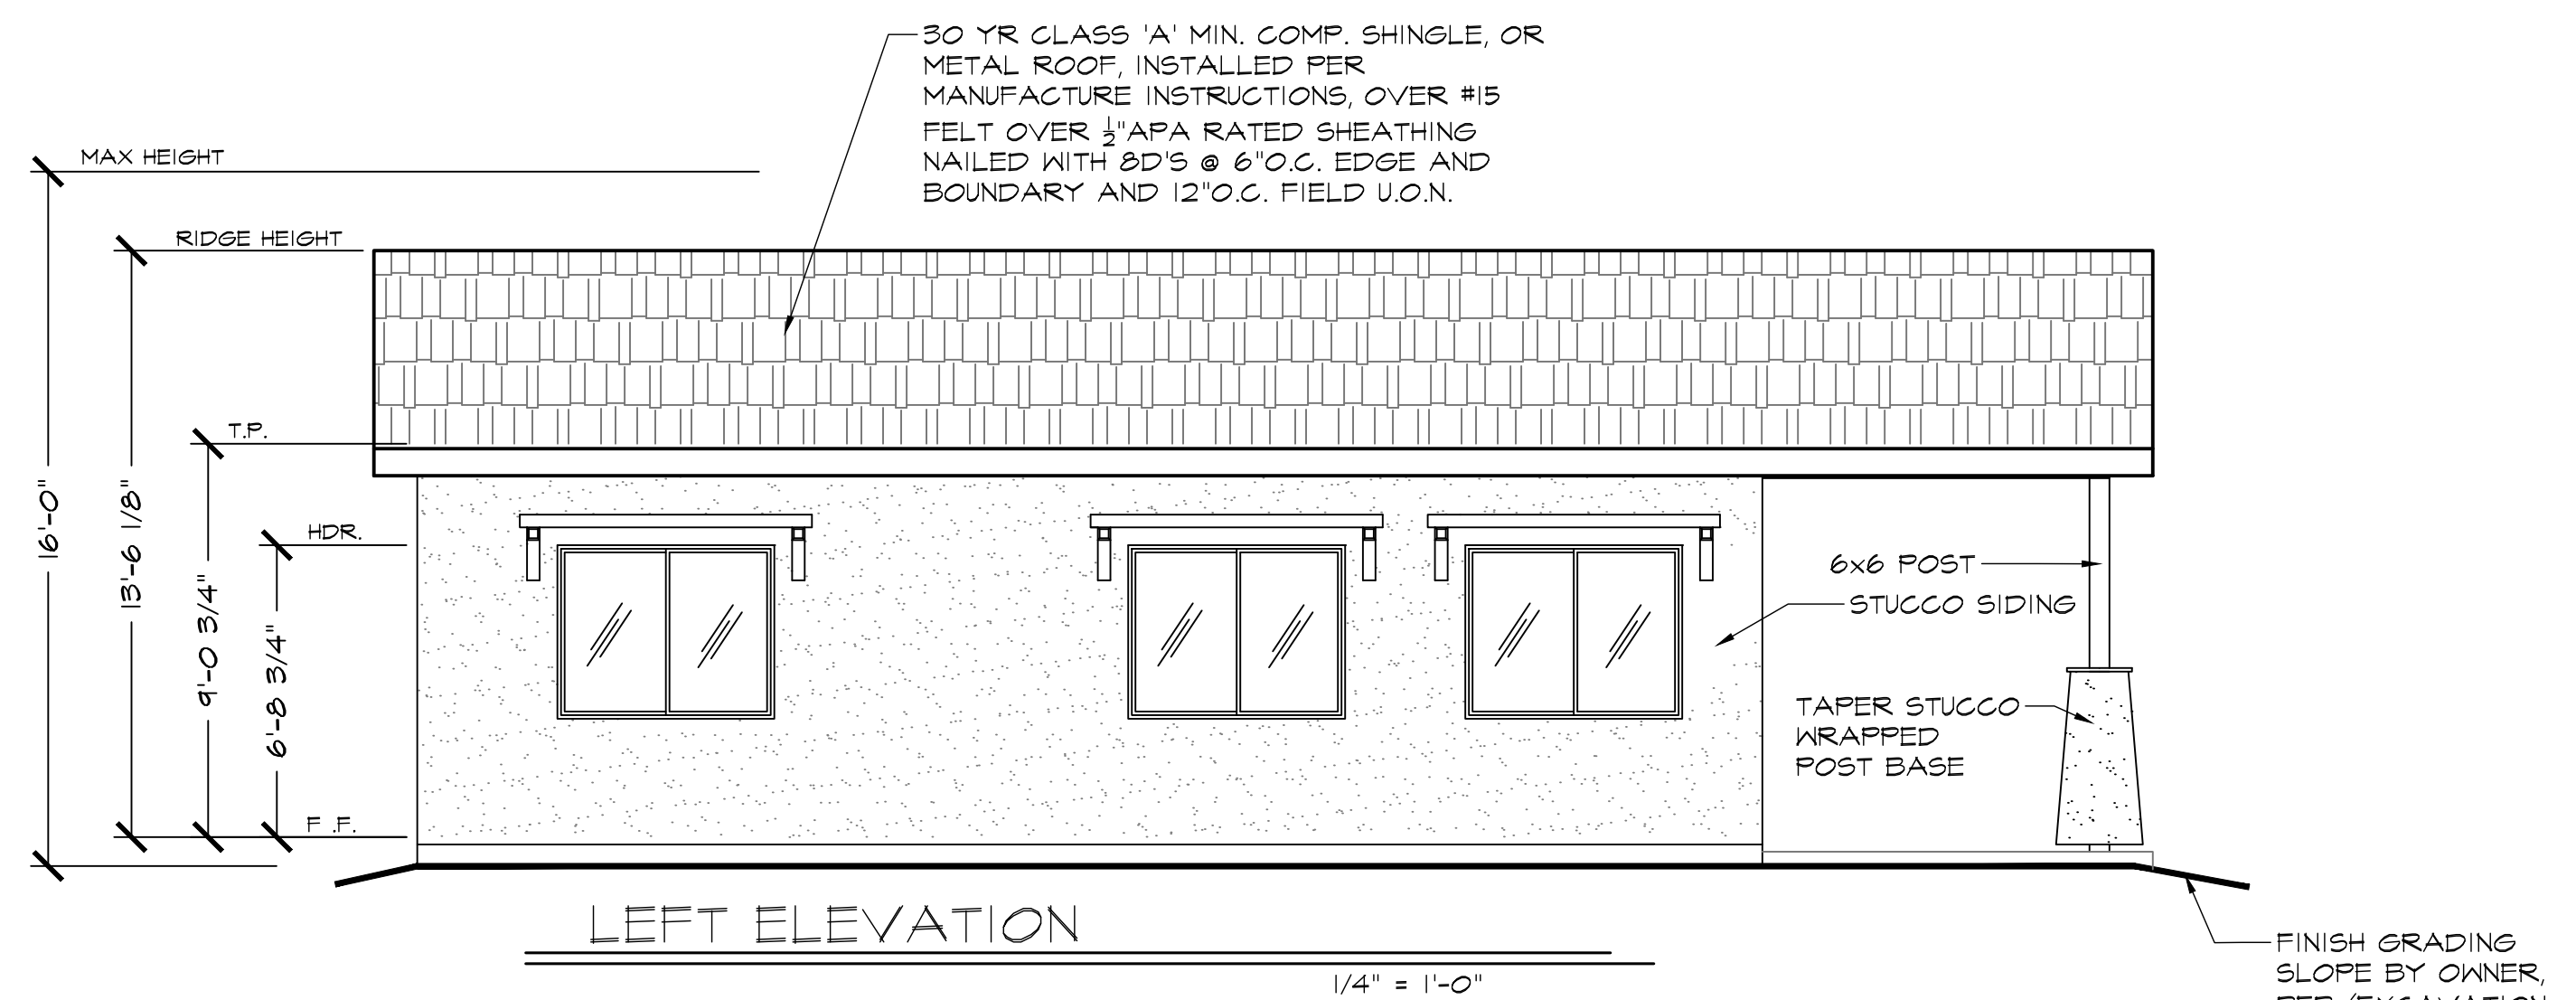 30 YR CLASS 'A' MIN. COMP. SHINGLE, OR
METAL ROOF, INSTALLED PER
MANUFACTURE INSTRUCTIONS, OVER #15
FELT OVER ½"APA RATED SHEATHING
NAILED WITH 8D'S @ 6"O.C. EDGE AND
BOUNDARY AND 12"O.C. FIELD U.O.N.
MAX HEIGHT
RIDGE HEIGHT
T.P.
HDR.
F .F.
16'-0"
13'-6 1/8"
9'-0 3/4"
6'-8 3/4"
6x6 POST
STUCCO SIDING
TAPER STUCCO
WRAPPED
POST BASE
LEFT ELEVATION
1/4" = 1'-0"
FINISH GRADING
SLOPE BY OWNER,
PER /EXCAVATION